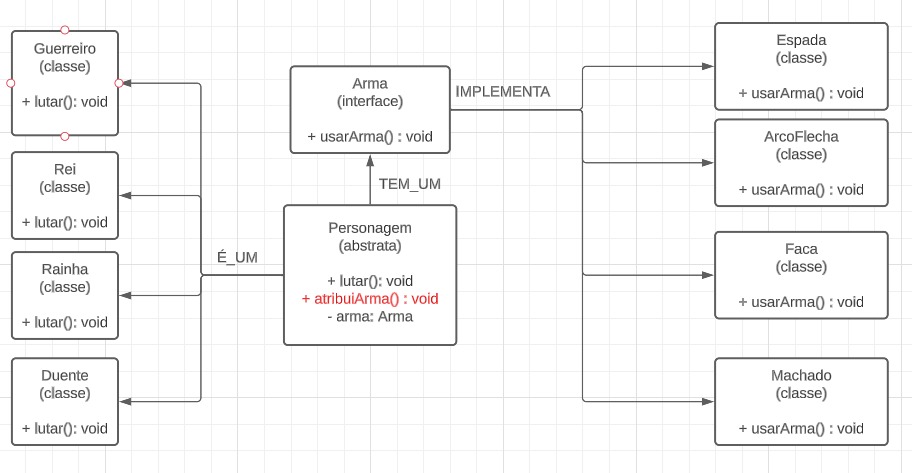 Guerreiro
(classe)
+ lutar(): void
Rei
(classe)
+ lutar(): void
Rainha
(classe)
+ lutar(): void
Duente
(classe)
+ lutar(): void
É_UM
Arma
(interface)
+ usarArma() : void
TEM_UM
Personagem
(abstrata)
+ lutar(): void
+ atribuiArma() : void
- arma: Arma
IMPLEMENTA
Espada
(classe)
+ usarArma() : void
ArcoFlecha
(classe)
+ usarArma() : void
Faca
(classe)
+ usarArma() : void
Machado
(classe)
+ usarArma() : void